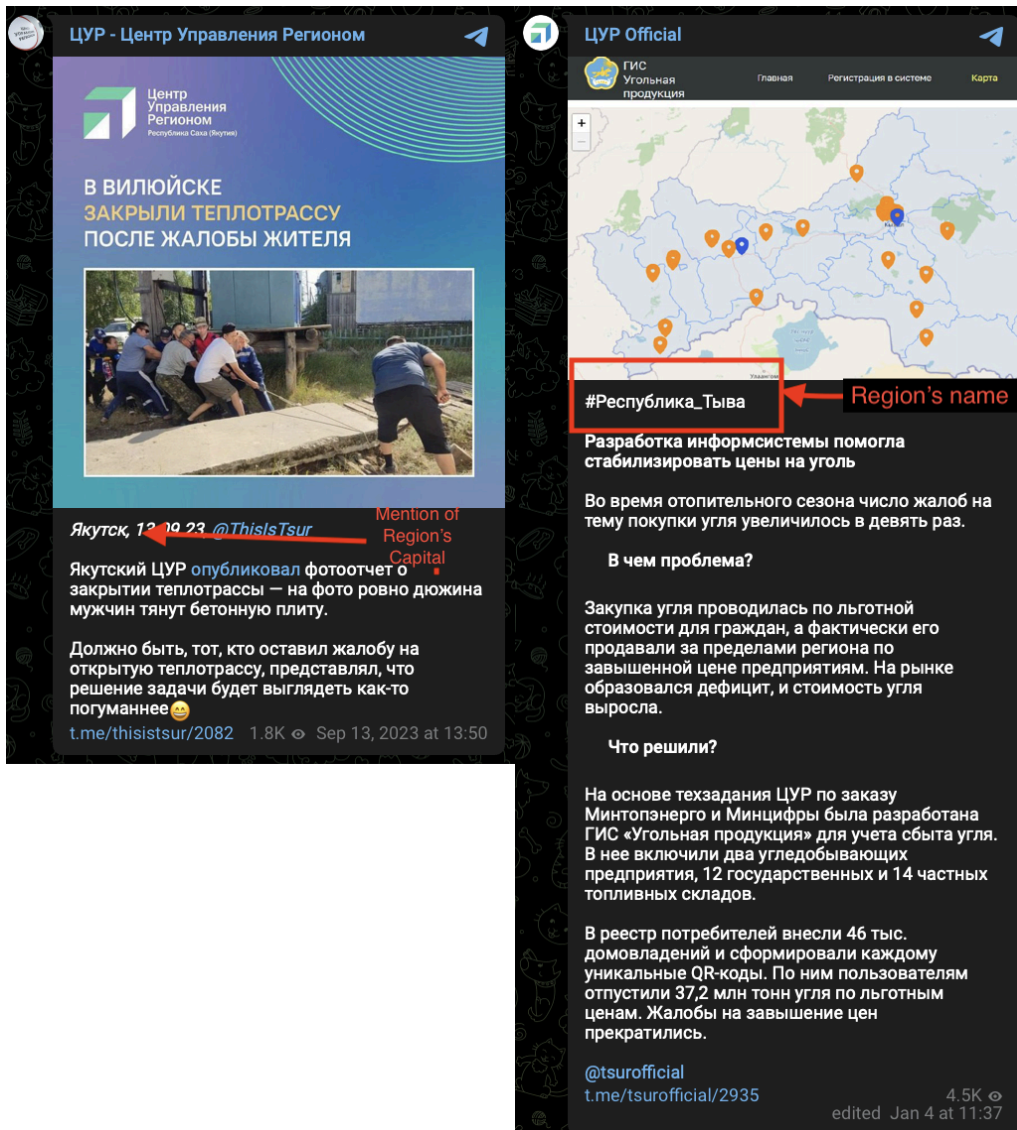 ЦУР - Центр Управления Регионом
Центр
Управления
Регионом
Республика Саха (Якутия)
В ВИЛЮЙСКЕ
ЗАКРЫЛИ ТЕПЛОТРАССУ
ПОСЛЕ ЖАЛОБЫ ЖИТЕЛЯ
Якутск, 13.09.23, @ThisIsTsur
Mention of
Region's
Capital
Якутский ЦУР опубликовал фотоотчет о
закрытии теплотрассы — на фото ровно дюжина
мужчин тянут бетонную плиту.
Должно быть, тот, кто оставил жалобу на
открытую теплотрассу, представлял, что
решение задачи будет выглядеть как-то
погуманнее😄
t.me/thisistsur/2082 1.8K Sep 13, 2023 at 13:50
ЦУР Official
ГИС
Угольная
продукция
Главная Регистрация в системе Карта
+
−
#Республика_Тыва
Region's name
Разработка информсистемы помогла
стабилизировать цены на уголь
Во время отопительного сезона число жалоб на
тему покупки угля увеличилось в девять раз.
В чем проблема?
Закупка угля проводилась по льготной
стоимости для граждан, а фактически его
продавали за пределами региона по
завышенной цене предприятиям. На рынке
образовался дефицит, и стоимость угля
выросла.
Что решили?
На основе техзадания ЦУР по заказу
Минтопэнерго и Минцифры была разработана
ГИС «Угольная продукция» для учета сбыта угля.
В нее включили два угледобывающих
предприятия, 12 государственных и 14 частных
топливных складов.
В реестр потребителей внесли 46 тыс.
домовладений и сформировали каждому
уникальные QR-коды. По ним пользователям
отпустили 37,2 млн тонн угля по льготным
ценам. Жалобы на завышение цен
прекратились.
@tsurofficial
t.me/tsurofficial/2935 4.5K
edited Jan 4 at 11:37